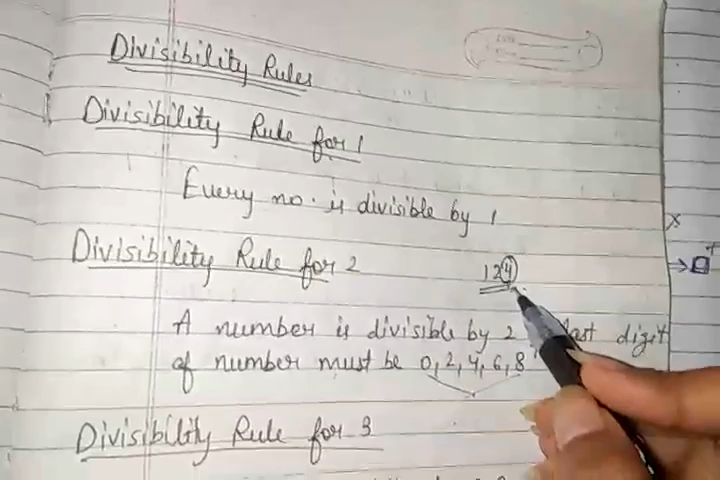 Divisibility Rules
Divisibility Rule for 1
Every no. is divisible by 1
Divisibility Rule for 2
124
A number is divisible by 2 last digit
of number must be 0, 2, 4, 6, 8
Divisibility Rule for 3